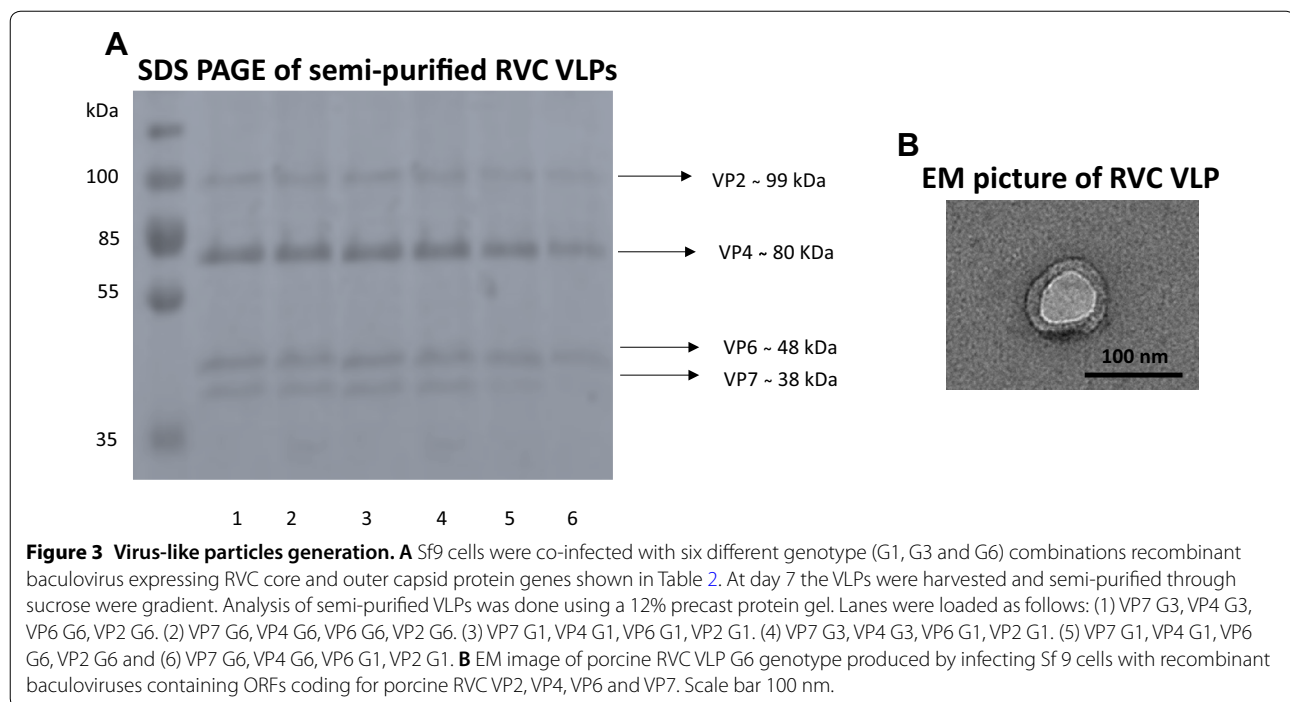 A
SDS PAGE of semi-purified RVC VLPs
kDa
100
85
55
35
VP2 ~ 99 kDa
VP4 ~ 80 KDa
VP6 ~ 48 kDa
VP7 ~ 38 kDa
1 2 3 4 5 6
B
EM picture of RVC VLP
100 nm
Figure 3 Virus-like particles generation. A Sf9 cells were co-infected with six different genotype (G1, G3 and G6) combinations recombinant
baculovirus expressing RVC core and outer capsid protein genes shown in Table 2. At day 7 the VLPs were harvested and semi-purified through
sucrose were gradient. Analysis of semi-purified VLPs was done using a 12% precast protein gel. Lanes were loaded as follows: (1) VP7 G3, VP4 G3,
VP6 G6, VP2 G6. (2) VP7 G6, VP4 G6, VP6 G6, VP2 G6. (3) VP7 G1, VP4 G1, VP6 G1, VP2 G1. (4) VP7 G3, VP4 G3, VP6 G1, VP2 G1. (5) VP7 G1, VP4 G1, VP6
G6, VP2 G6 and (6) VP7 G6, VP4 G6, VP6 G1, VP2 G1. B EM image of porcine RVC VLP G6 genotype produced by infecting Sf 9 cells with recombinant
baculoviruses containing ORFs coding for porcine RVC VP2, VP4, VP6 and VP7. Scale bar 100 nm.